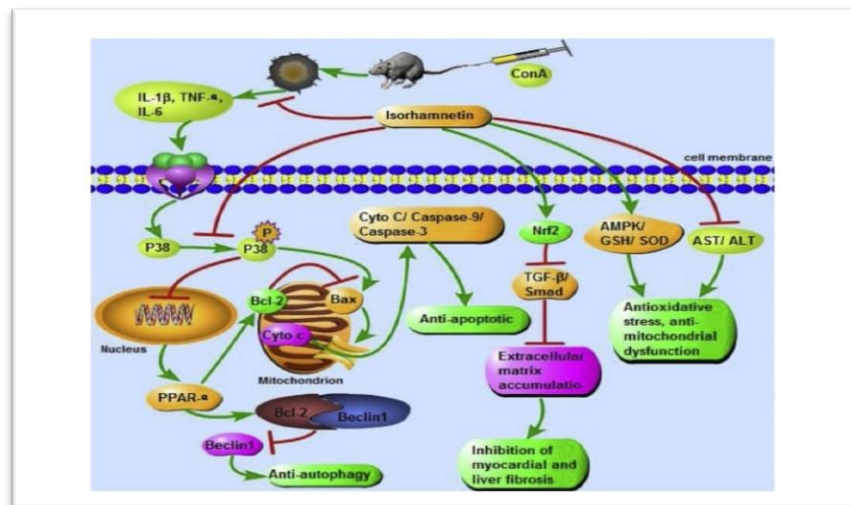 ConA
IL-1β, TNF-α,
IL-6
Isorhamnetin
cell membrane
P38
P
P38
Cyto C/ Caspase-9/
Caspase-3
Nrf2
AMPK/
GSH/ SOD
AST/ ALT
TGF-β/
Smad
Bcl-2
Bax
Cyto c
Anti-apoptotic
Antioxidative
stress, anti-
mitochondrial
dysfunction
Nucleus
Mitochondrion
Extracellular
matrix
accumulatio
PPAR-α
Bcl-2
Beclin1
Beclin1
Anti-autophagy
Inhibition of
myocardial and
liver fibrosis